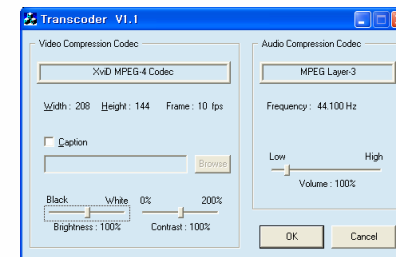 Transcoder V1.1
Video Compression Codec
XviD MPEG-4 Codec
Width : 208 Height : 144 Frame : 10 fps
Caption
Browse
Black White 0% 200%
Brightness : 100% Contrast : 100%
Audio Compression Codec
MPEG Layer-3
Frequency : 44.100 Hz
Low High
Volume : 100%
OK Cancel